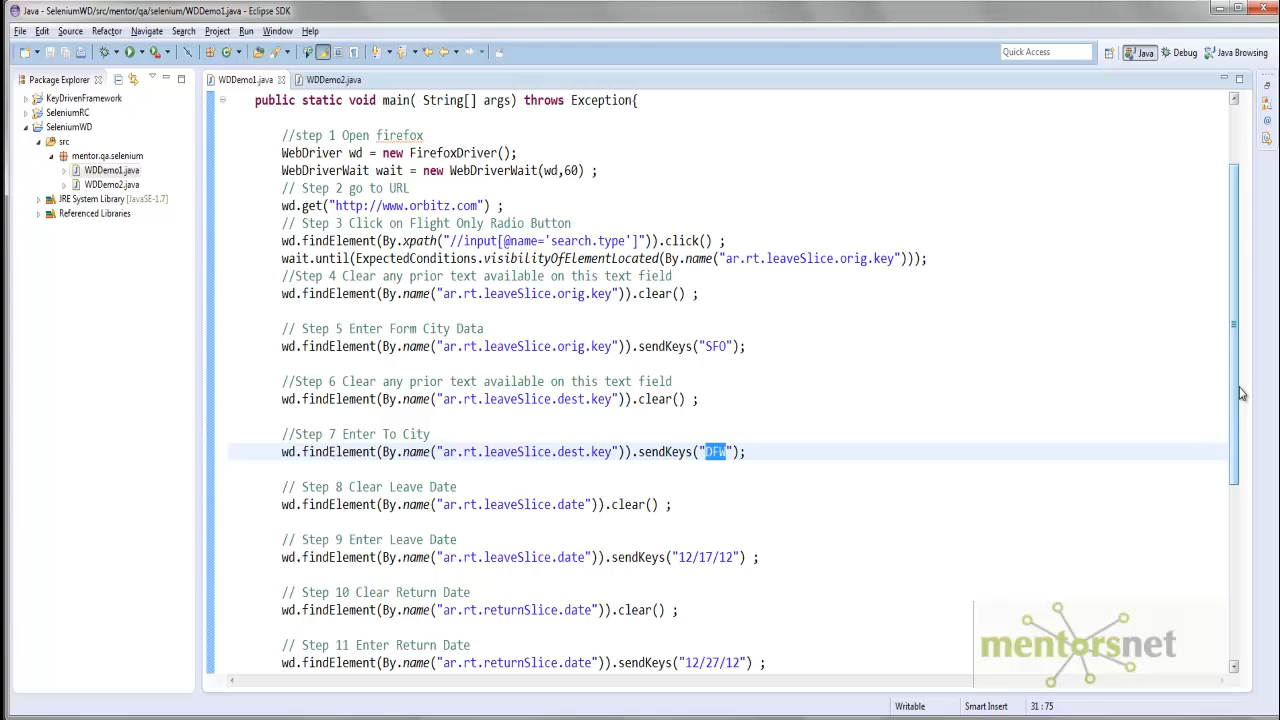 Java - SeleniumWD/src/mentor/qa/selenium/WDDemo1.java - Eclipse SDK
File Edit Source Refactor Navigate Search Project Run Window Help
Quick Access
Java
Debug
Java Browsing
Package Explorer
KeyDrivenFramework
SeleniumRC
SeleniumWD
src
mentor.qa.selenium
WDDemo1.java
WDDemo2.java
JRE System Library [JavaSE-1.7]
Referenced Libraries
WDDemo1.java
WDDemo2.java
public static void main( String[] args) throws Exception{
//step 1 Open firefox
WebDriver wd = new FirefoxDriver();
WebDriverWait wait = new WebDriverWait(wd,60) ;
// Step 2 go to URL
wd.get("http://www.orbitz.com") ;
// Step 3 Click on Flight Only Radio Button
wd.findElement(By.xpath("//input[@name='search.type']")).click() ;
wait.until(ExpectedConditions.visibilityOfElementLocated(By.name("ar.rt.leaveSlice.orig.key")));
//Step 4 Clear any prior text available on this text field
wd.findElement(By.name("ar.rt.leaveSlice.orig.key")).clear() ;
// Step 5 Enter Form City Data
wd.findElement(By.name("ar.rt.leaveSlice.orig.key")).sendKeys("SFO");
//Step 6 Clear any prior text available on this text field
wd.findElement(By.name("ar.rt.leaveSlice.dest.key")).clear() ;
//Step 7 Enter To City
wd.findElement(By.name("ar.rt.leaveSlice.dest.key")).sendKeys("DFW");
// Step 8 Clear Leave Date
wd.findElement(By.name("ar.rt.leaveSlice.date")).clear() ;
// Step 9 Enter Leave Date
wd.findElement(By.name("ar.rt.leaveSlice.date")).sendKeys("12/17/12") ;
// Step 10 Clear Return Date
wd.findElement(By.name("ar.rt.returnSlice.date")).clear() ;
// Step 11 Enter Return Date
wd.findElement(By.name("ar.rt.returnSlice.date")).sendKeys("12/27/12") ;
mentorsnet
Writable
Smart Insert
31 : 75